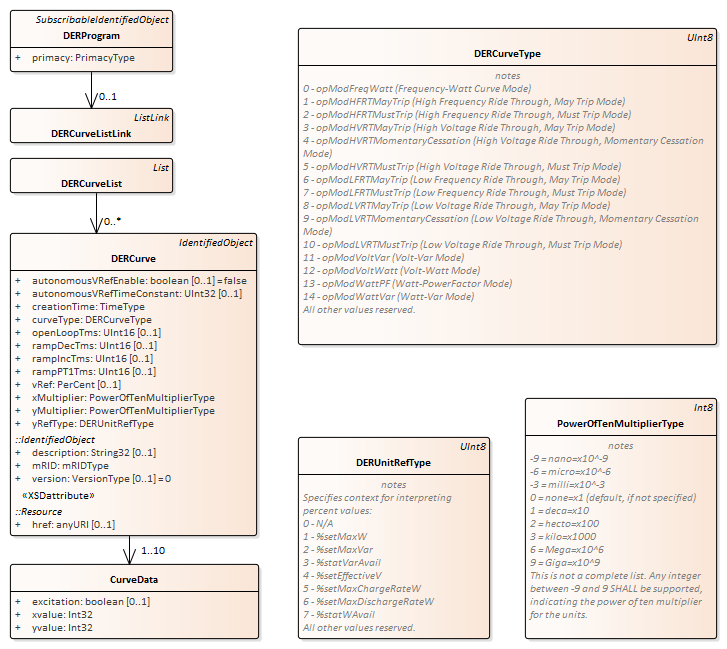 SubscribableIdentifiedObject
DERProgram
+ primacy: PrimacyType
0..1
ListLink
DERCurveListLink
List
DERCurveList
0..*
IdentifiedObject
DERCurve
+ autonomousVRefEnable: boolean [0..1] = false
+ autonomousVRefTimeConstant: UInt32 [0..1]
+ creationTime: TimeType
+ curveType: DERCurveType
+ openLoopTms: UInt16 [0..1]
+ rampDecTms: UInt16 [0..1]
+ rampIncTms: UInt16 [0..1]
+ rampPT1Tms: UInt16 [0..1]
+ vRef: PerCent [0..1]
+ xMultiplier: PowerOfTenMultiplierType
+ yMultiplier: PowerOfTenMultiplierType
+ yRefType: DERUnitRefType
::IdentifiedObject
+ description: String32 [0..1]
+ mRID: mRIDType
+ version: VersionType [0..1] = 0
«XSDattribute»
::Resource
+ href: anyURI [0..1]
1..10
CurveData
+ excitation: boolean [0..1]
+ xvalue: Int32
+ yvalue: Int32
UInt8
DERCurveType
notes
0 - opModFreqWatt (Frequency-Watt Curve Mode)
1 - opModHFRTMayTrip (High Frequency Ride Through, May Trip Mode)
2 - opModHFRTMustTrip (High Frequency Ride Through, Must Trip Mode)
3 - opModHVRTMayTrip (High Voltage Ride Through, May Trip Mode)
4 - opModHVRTMomentaryCessation (High Voltage Ride Through, Momentary Cessation
Mode)
5 - opModHVRTMustTrip (High Voltage Ride Through, Must Trip Mode)
6 - opModLFRTMayTrip (Low Frequency Ride Through, May Trip Mode)
7 - opModLFRTMustTrip (Low Frequency Ride Through, Must Trip Mode)
8 - opModLVRTMayTrip (Low Voltage Ride Through, May Trip Mode)
9 - opModLVRTMomentaryCessation (Low Voltage Ride Through, Momentary Cessation
Mode)
10 - opModLVRTMustTrip (Low Voltage Ride Through, Must Trip Mode)
11 - opModVoltVar (Volt-Var Mode)
12 - opModVoltWatt (Volt-Watt Mode)
13 - opModWattPF (Watt-PowerFactor Mode)
14 - opModWattVar (Watt-Var Mode)
All other values reserved.
UInt8
DERUnitRefType
notes
Specifies context for interpreting
percent values:
0 - N/A
1 - %setMaxW
2 - %setMaxVar
3 - %statVarAvail
4 - %setEffectiveV
5 - %setMaxChargeRateW
6 - %setMaxDischargeRateW
7 - %statWAvail
All other values reserved.
Int8
PowerOfTenMultiplierType
notes
-9 = nano=x10^-9
-6 = micro=x10^-6
-3 = milli=x10^-3
0 = none=x1 (default, if not specified)
1 = deca=x10
2 = hecto=x100
3 = kilo=x1000
6 = Mega=x10^6
9 = Giga=x10^9
This is not a complete list. Any integer
between -9 and 9 SHALL be supported,
indicating the power of ten multiplier
for the units.